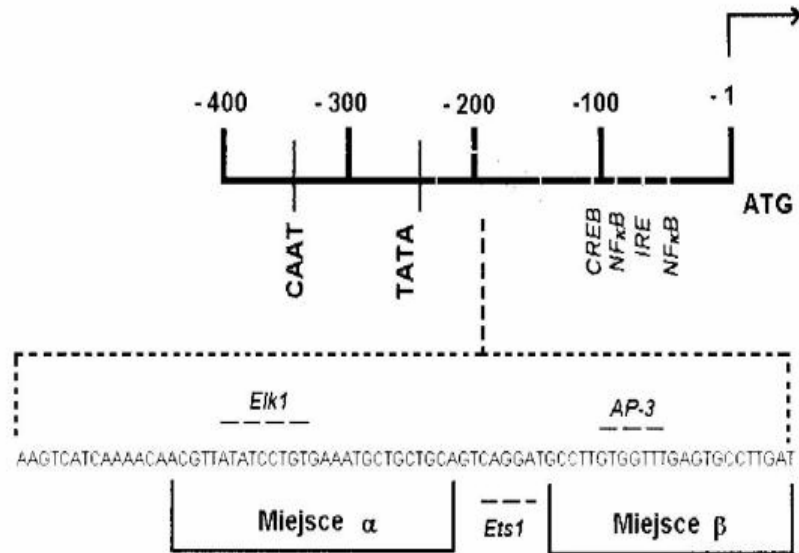 -400 -300 -200 -100 -1
ATG
CAAT TATA CREB NFκB IRE NFκB
Elk1 AP-3
AAGTCATCAAAACAACGTTATATCCTGTGAAATGCTGCTGCAGTCAGGATGCCTTGTGGTTTGAGTGCCTTGAT
Miejsce α Ets1 Miejsce β